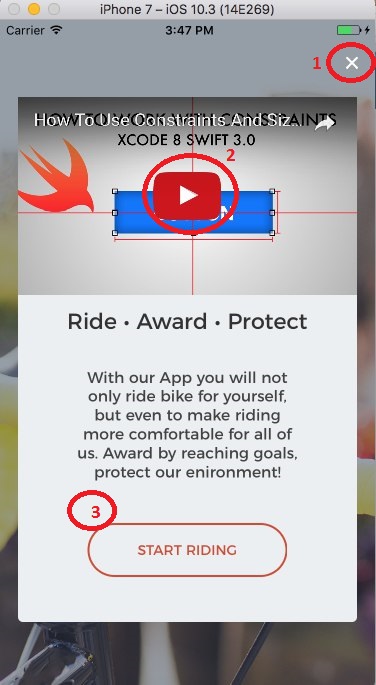 iPhone 7 – iOS 10.3 (14E269)
Carrier 3:47 PM
1
How To Use Constraints And Siz
XCODE 8 SWIFT 3.0
2
Ride • Award • Protect
With our App you will not
only ride bike for yourself,
but even to make riding
more comfortable for all of
us. Award by reaching goals,
protect our enironment!
3
START RIDING